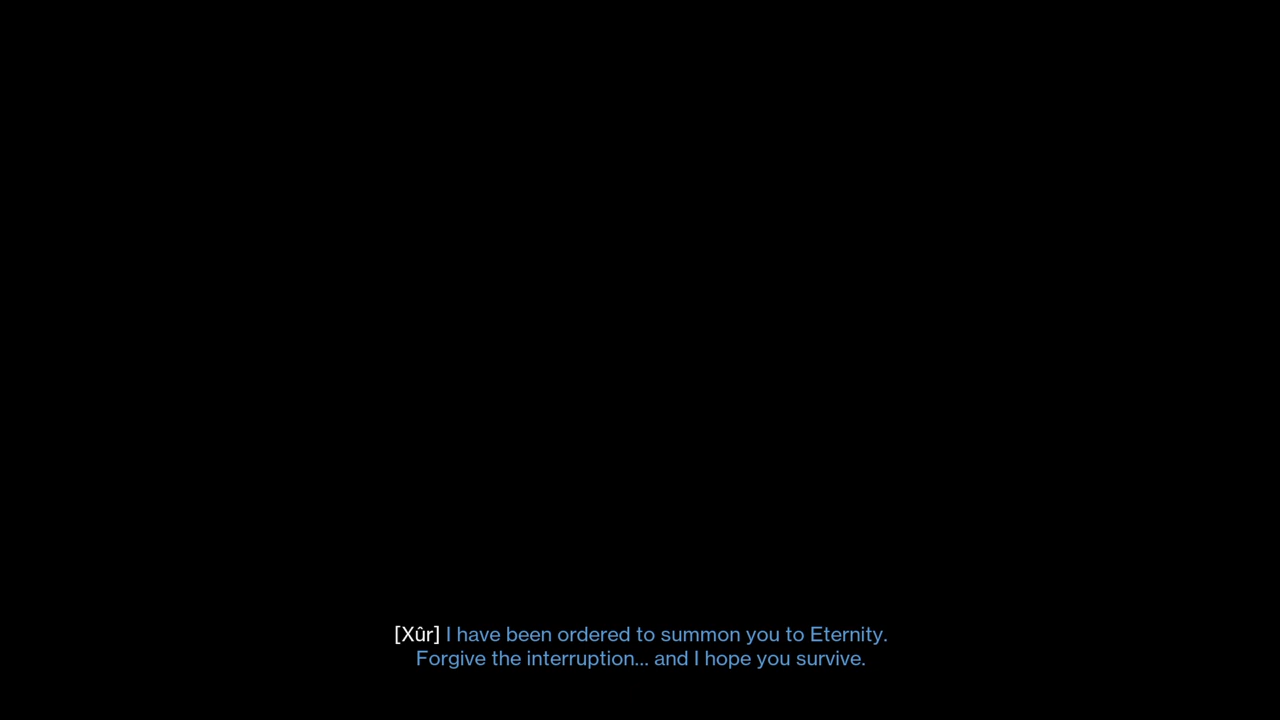 [Xûr] I have been ordered to summon you to Eternity.
Forgive the interruption... and I hope you survive.